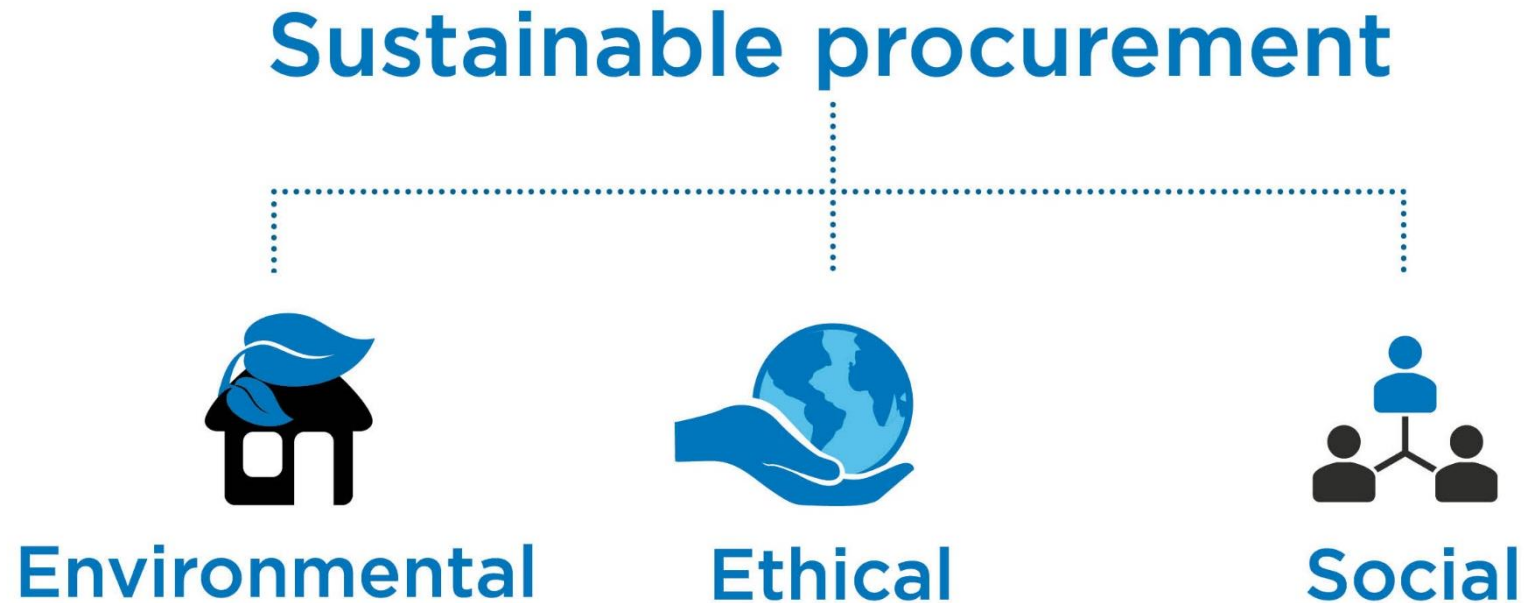 Sustainable procurement
Environmental
Ethical
Social